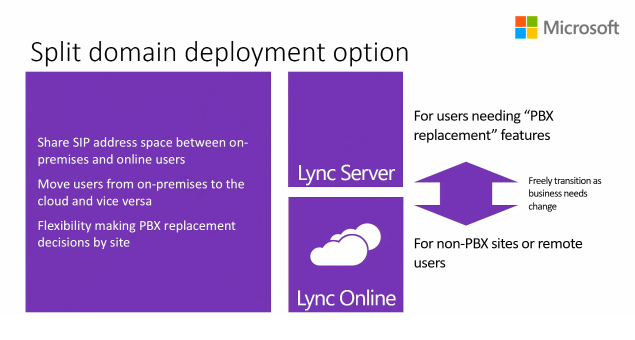 Microsoft
Split domain deployment option
Share SIP address space between on-
premises and online users
Move users from on-premises to the
cloud and vice versa
Flexibility making PBX replacement
decisions by site
Lync Server
For users needing “PBX
replacement” features
Freely transition as
business needs
change
Lync Online
For non-PBX sites or remote
users